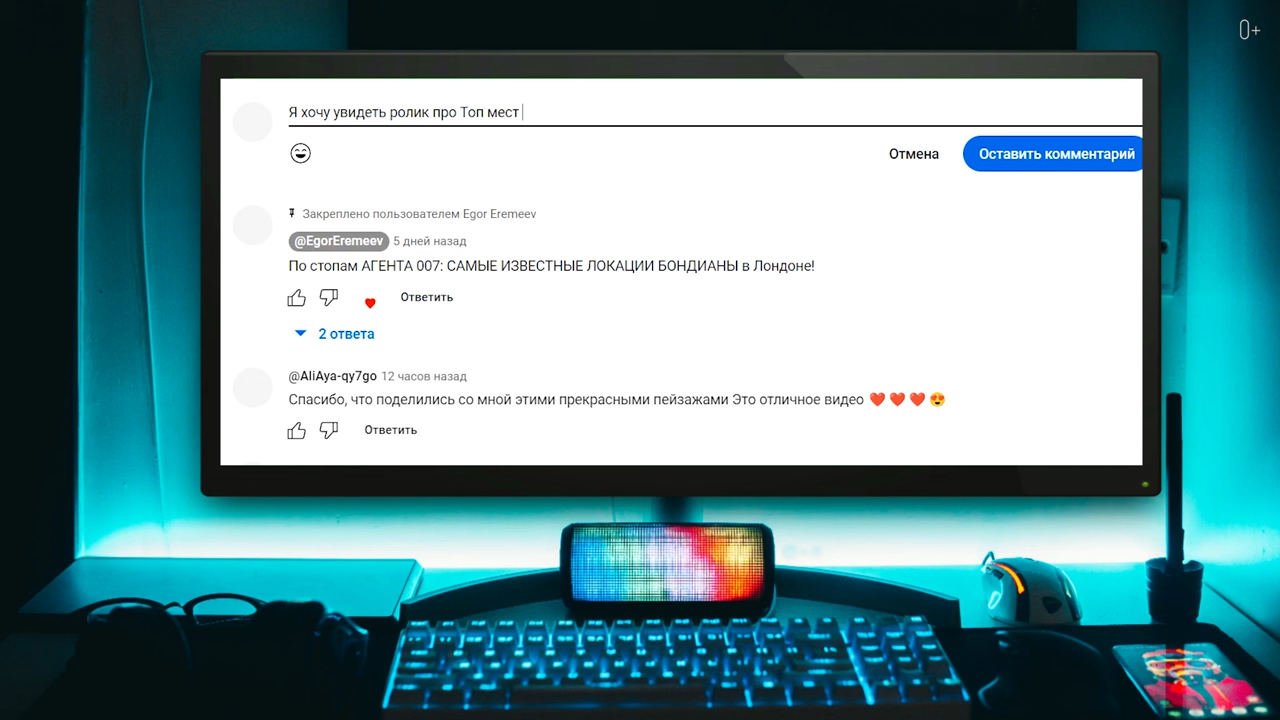 0+
Я хочу увидеть ролик про Топ мест
Отмена
Оставить комментарий
Закреплено пользователем Egor Eremeev
@EgorEremeev 5 дней назад
По стопам АГЕНТА 007: САМЫЕ ИЗВЕСТНЫЕ ЛОКАЦИИ БОНДИАНЫ в Лондоне!
Ответить
2 ответа
@AliAya-qy7go 12 часов назад
Спасибо, что поделились со мной этими прекрасными пейзажами Это отличное видео ❤️ ❤️ ❤️ 😍
Ответить